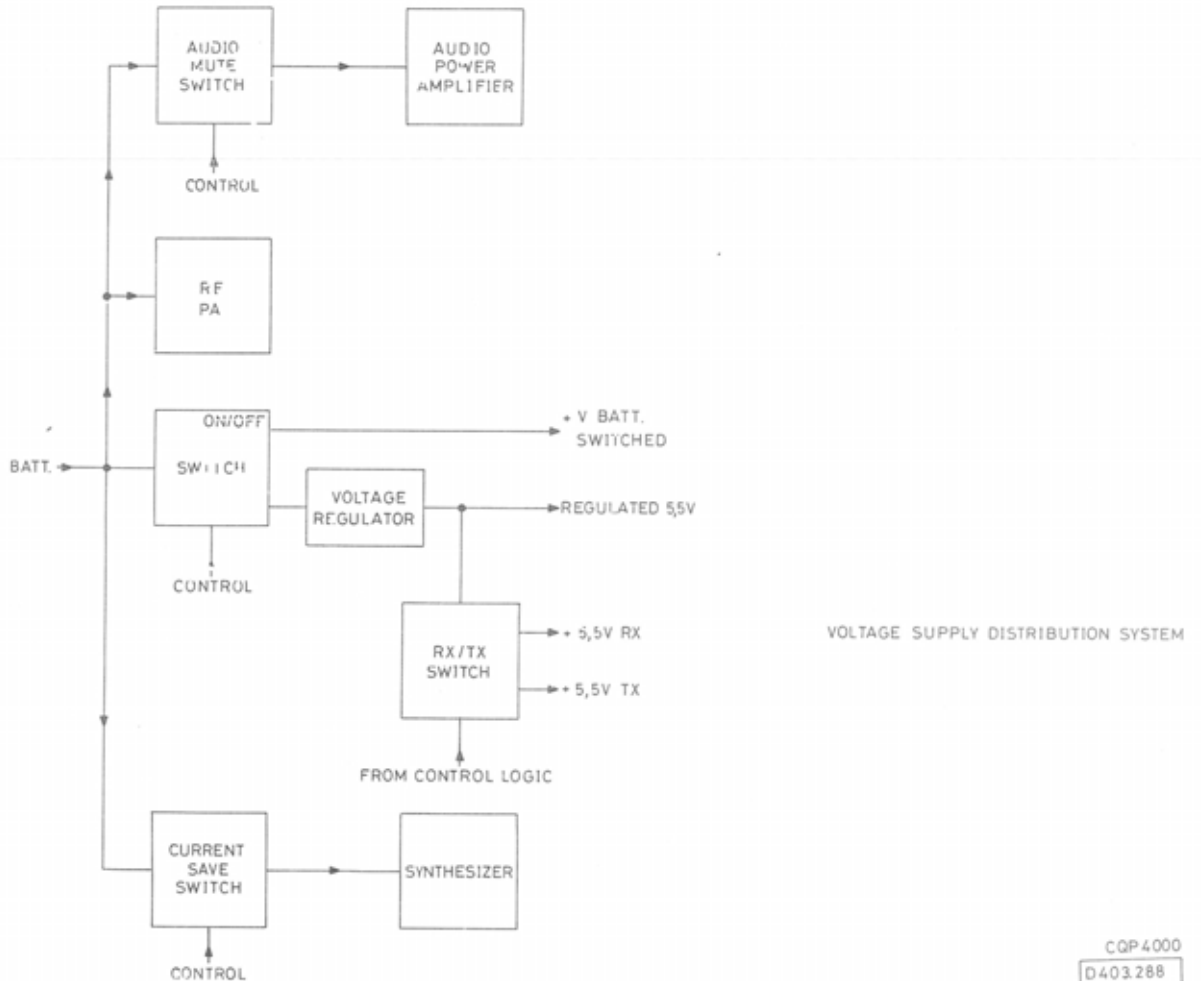 AUDIO
MUTE
SWITCH
AUDIO
POWER
AMPLIFIER
CONTROL
RF
PA
ON/OFF
SWITCH
+ V BATT.
SWITCHED
BATT.
VOLTAGE
REGULATOR
REGULATED 5,5V
CONTROL
RX/TX
SWITCH
+ 5,5V RX
+ 5,5V TX
VOLTAGE SUPPLY DISTRIBUTION SYSTEM
FROM CONTROL LOGIC
CURRENT
SAVE
SWITCH
SYNTHESIZER
CONTROL
CQP4000
D403.288